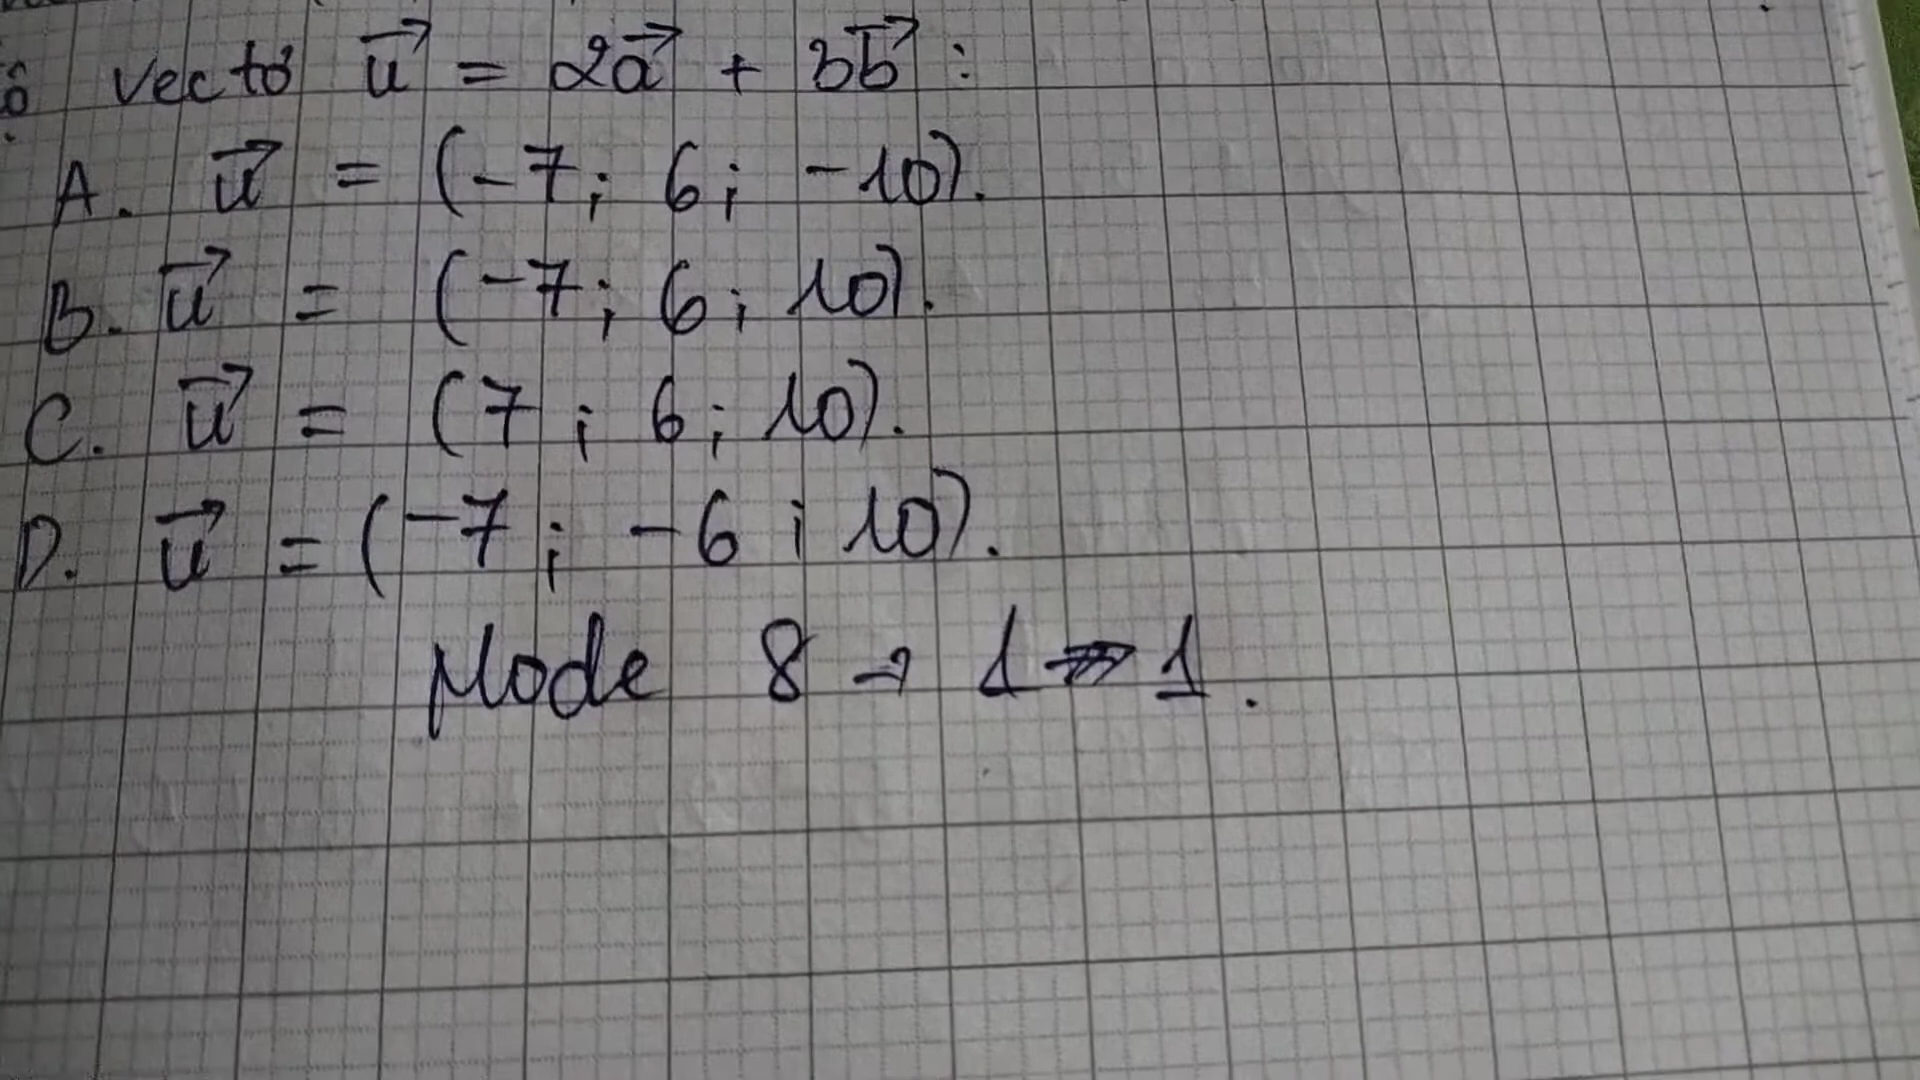 vectơ u⃗ = 2a⃗ + 3b⃗ :
A. u⃗ = (-7; 6; -10).
B. u⃗ = (-7; 6; 10).
C. u⃗ = (7; 6; 10).
D. u⃗ = (-7; -6; 10).
Mode 8 → 1 → 1.